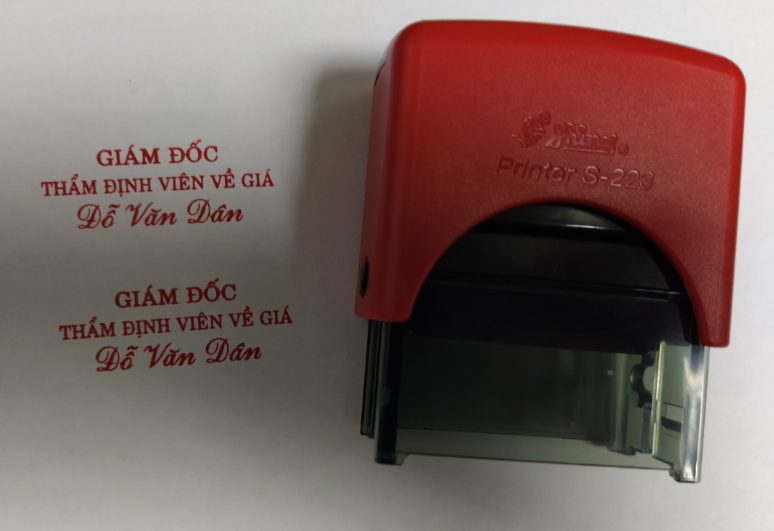 GIÁM ĐỐC
THẨM ĐỊNH VIÊN VỀ GIÁ
Đỗ Văn Dân
GIÁM ĐỐC
THẨM ĐỊNH VIÊN VỀ GIÁ
Đỗ Văn Dân
Shiny
Printer S-223